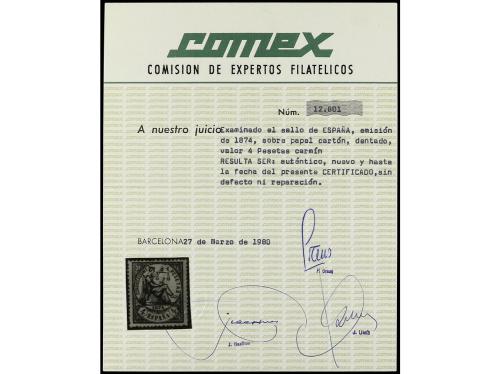 COMEX
COMISION DE EXPERTOS FILATELICOS
Núm. 12.801
A nuestro juicio Examinado el sello de ESPAÑA, emisión
de 1874, sobre papel cartón, dentado,
valor 4 Pesetas carmín
RESULTA SER: auténtico, nuevo y hasta
la fecha del presente CERTIFICADO, sin
defecto ni reparación.
BARCELONA 27 de Marzo de 1980